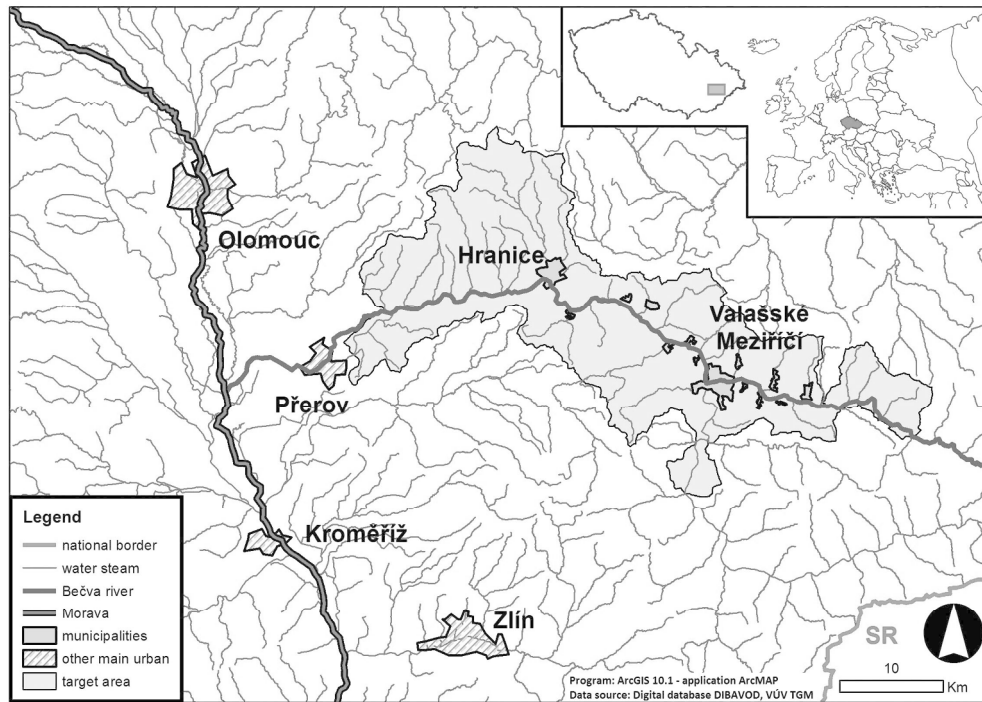 Olomouc
Hranice
Valašské
Meziříčí
Přerov
Kroměříž
Zlín
SR
Legend
national border
water steam
Bečva river
Morava
municipalities
other main urban
target area
10
Km
Program: ArcGIS 10.1 - application ArcMAP
Data source: Digital database DIBAVOD, VÚV TGM